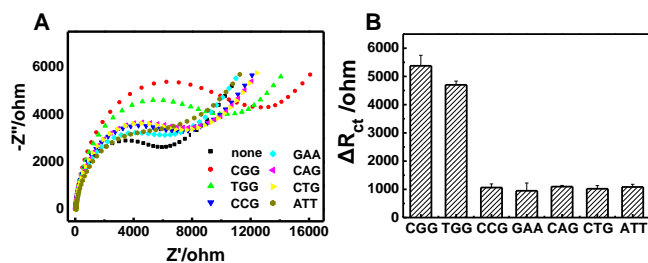 A
-Z''/ohm
6000
4000
2000
0
none
CGG
TGG
CCG
GAA
CAG
CTG
ATT
0 4000 8000 12000 16000
Z'/ohm
B
ΔRct /ohm
6000
5000
4000
3000
2000
1000
0
CGG TGG CCG GAA CAG CTG ATT